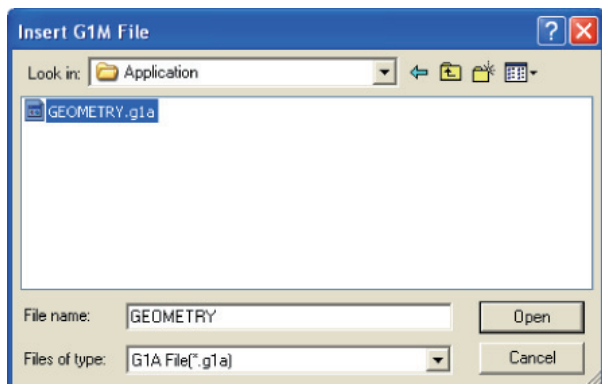 Insert G1M File
Look in: Application
GEOMETRY.g1a
File name: GEOMETRY Open
Files of type: G1A File(*.g1a) Cancel